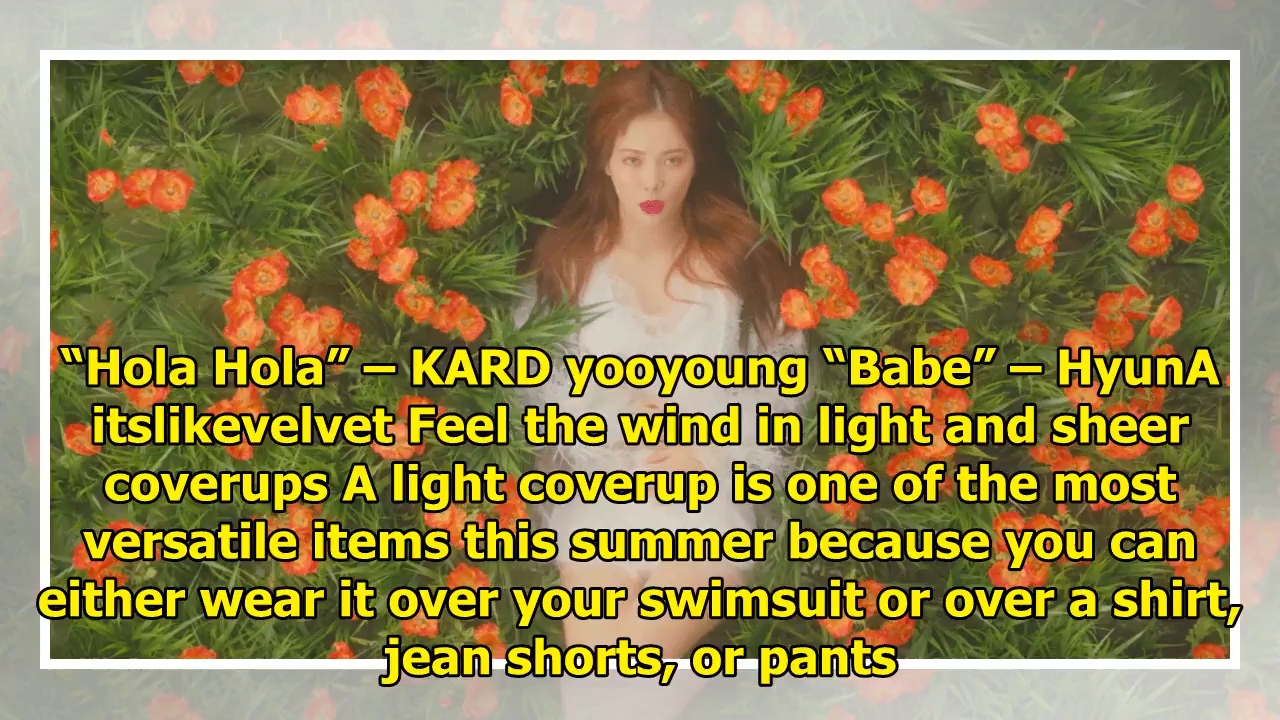 “Hola Hola” – KARD yooyoung “Babe” – HyunA
itslikevelvet Feel the wind in light and sheer
coverups A light coverup is one of the most
versatile items this summer because you can
either wear it over your swimsuit or over a shirt,
jean shorts, or pants